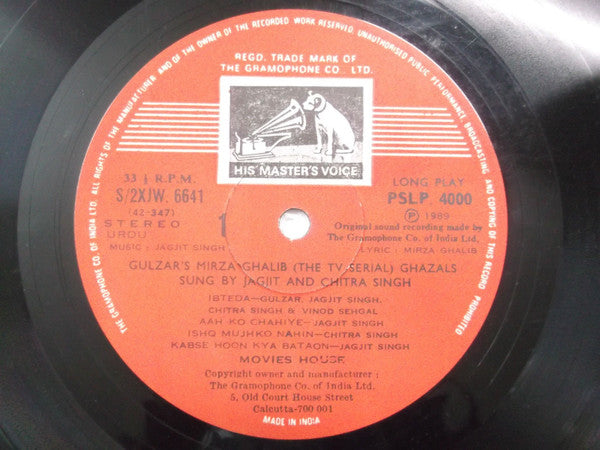 ALL RIGHTS OF THE MANUFACTURER AND OF THE OWNER OF THE RECORDED WORK RESERVED. UNAUTHORISED PUBLIC PERFORMANCE, BROADCASTING AND COPYING OF THIS RECORD PROHIBITED
THE GRAMOPHONE CO. OF INDIA LTD.
REGD. TRADE MARK OF
THE GRAMOPHONE CO., LTD.
HIS MASTER'S VOICE
33 ⅓ R.P.M.
S/2XJW. 6641
(42-347)
STEREO
URDU
MUSIC : JAGJIT SINGH
1
LONG PLAY
PSLP 4000
Ⓟ 1989
Original sound recording made by
The Gramophone Co. of India Ltd.
LYRIC : MIRZA GHALIB
GULZAR'S MIRZA GHALIB (THE TV-SERIAL) GHAZALS
SUNG BY JAGJIT AND CHITRA SINGH
IBTEDA—GULZAR, JAGJIT SINGH,
CHITRA SINGH & VINOD SEHGAL
AAH KO CHAHIYE—JAGJIT SINGH
ISHQ MUJHKO NAHIN—CHITRA SINGH
KABSE HOON KYA BATAON—JAGJIT SINGH
MOVIES HOUSE
Copyright owner and manufacturer:
The Gramophone Co. of India Ltd.
5, Old Court House Street
Calcutta-700 001
MADE IN INDIA